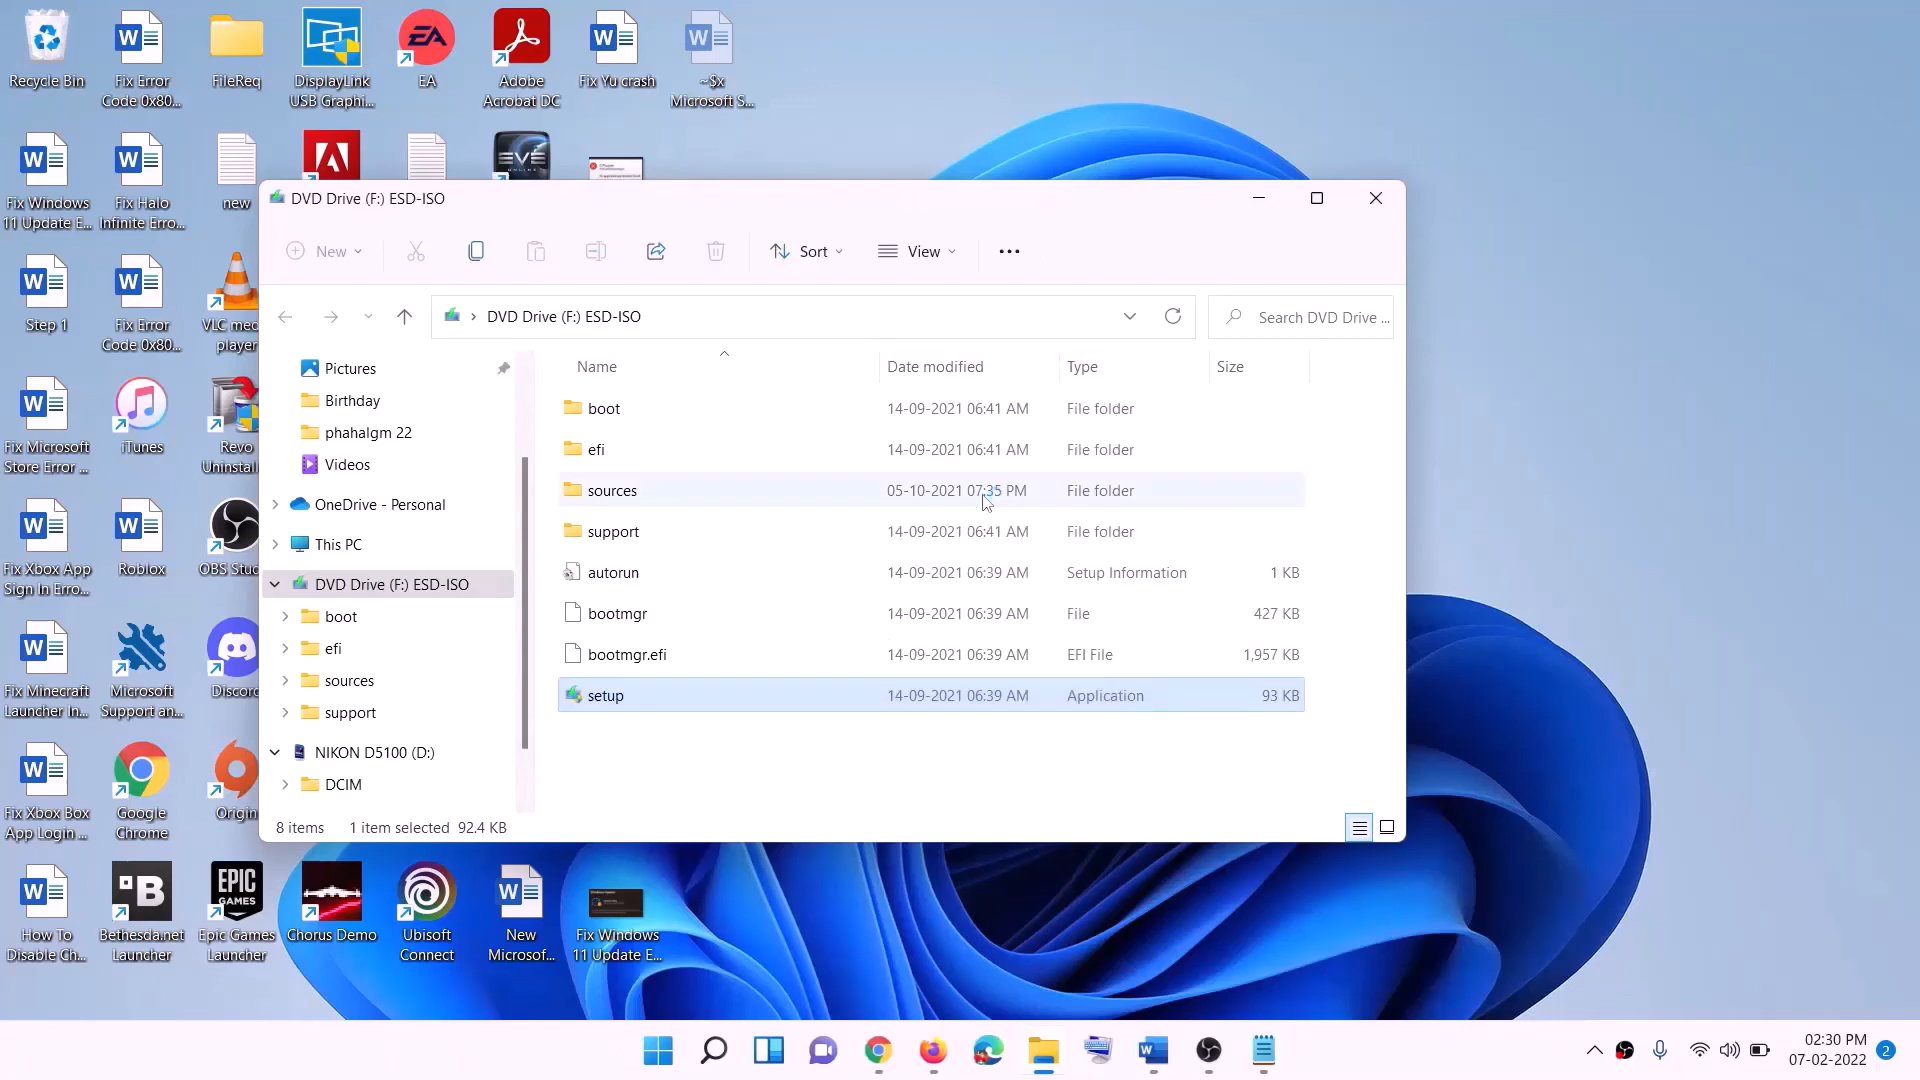 Recycle Bin
Fix Error
Code 0x80...
FileReq
DisplayLink
USB Graphi...
EA
Adobe
Acrobat DC
Fix Yu crash
~$x
Microsoft S...
Fix Windows
11 Update E...
Fix Halo
Infinite Erro...
new
EVE
ONLINE
DVD Drive (F:) ESD-ISO
New
Sort
View
Step 1
Fix Error
Code 0x80...
VLC med
player
DVD Drive (F:) ESD-ISO
Search DVD Drive ...
Pictures
Birthday
phahalgm 22
Videos
OneDrive - Personal
This PC
DVD Drive (F:) ESD-ISO
boot
efi
sources
support
NIKON D5100 (D:)
DCIM
Name
Date modified
Type
Size
boot 14-09-2021 06:41 AM File folder
efi 14-09-2021 06:41 AM File folder
sources 05-10-2021 07:35 PM File folder
support 14-09-2021 06:41 AM File folder
autorun 14-09-2021 06:39 AM Setup Information 1 KB
bootmgr 14-09-2021 06:39 AM File 427 KB
bootmgr.efi 14-09-2021 06:39 AM EFI File 1,957 KB
setup 14-09-2021 06:39 AM Application 93 KB
8 items 1 item selected 92.4 KB
Fix Microsoft
Store Error ...
iTunes
Revo
Uninstall
Fix Xbox App
Sign In Erro...
Roblox
OBS Stud
Fix Minecraft
Launcher In...
Microsoft
Support an...
Discord
Fix Xbox Box
App Login ...
Google
Chrome
Origin
How To
Disable Ch...
Bethesda.net
Launcher
EPIC
GAMES
Epic Games
Launcher
Chorus Demo
Ubisoft
Connect
New
Microsof...
Fix Windows
11 Update E...
02:30 PM
07-02-2022
2